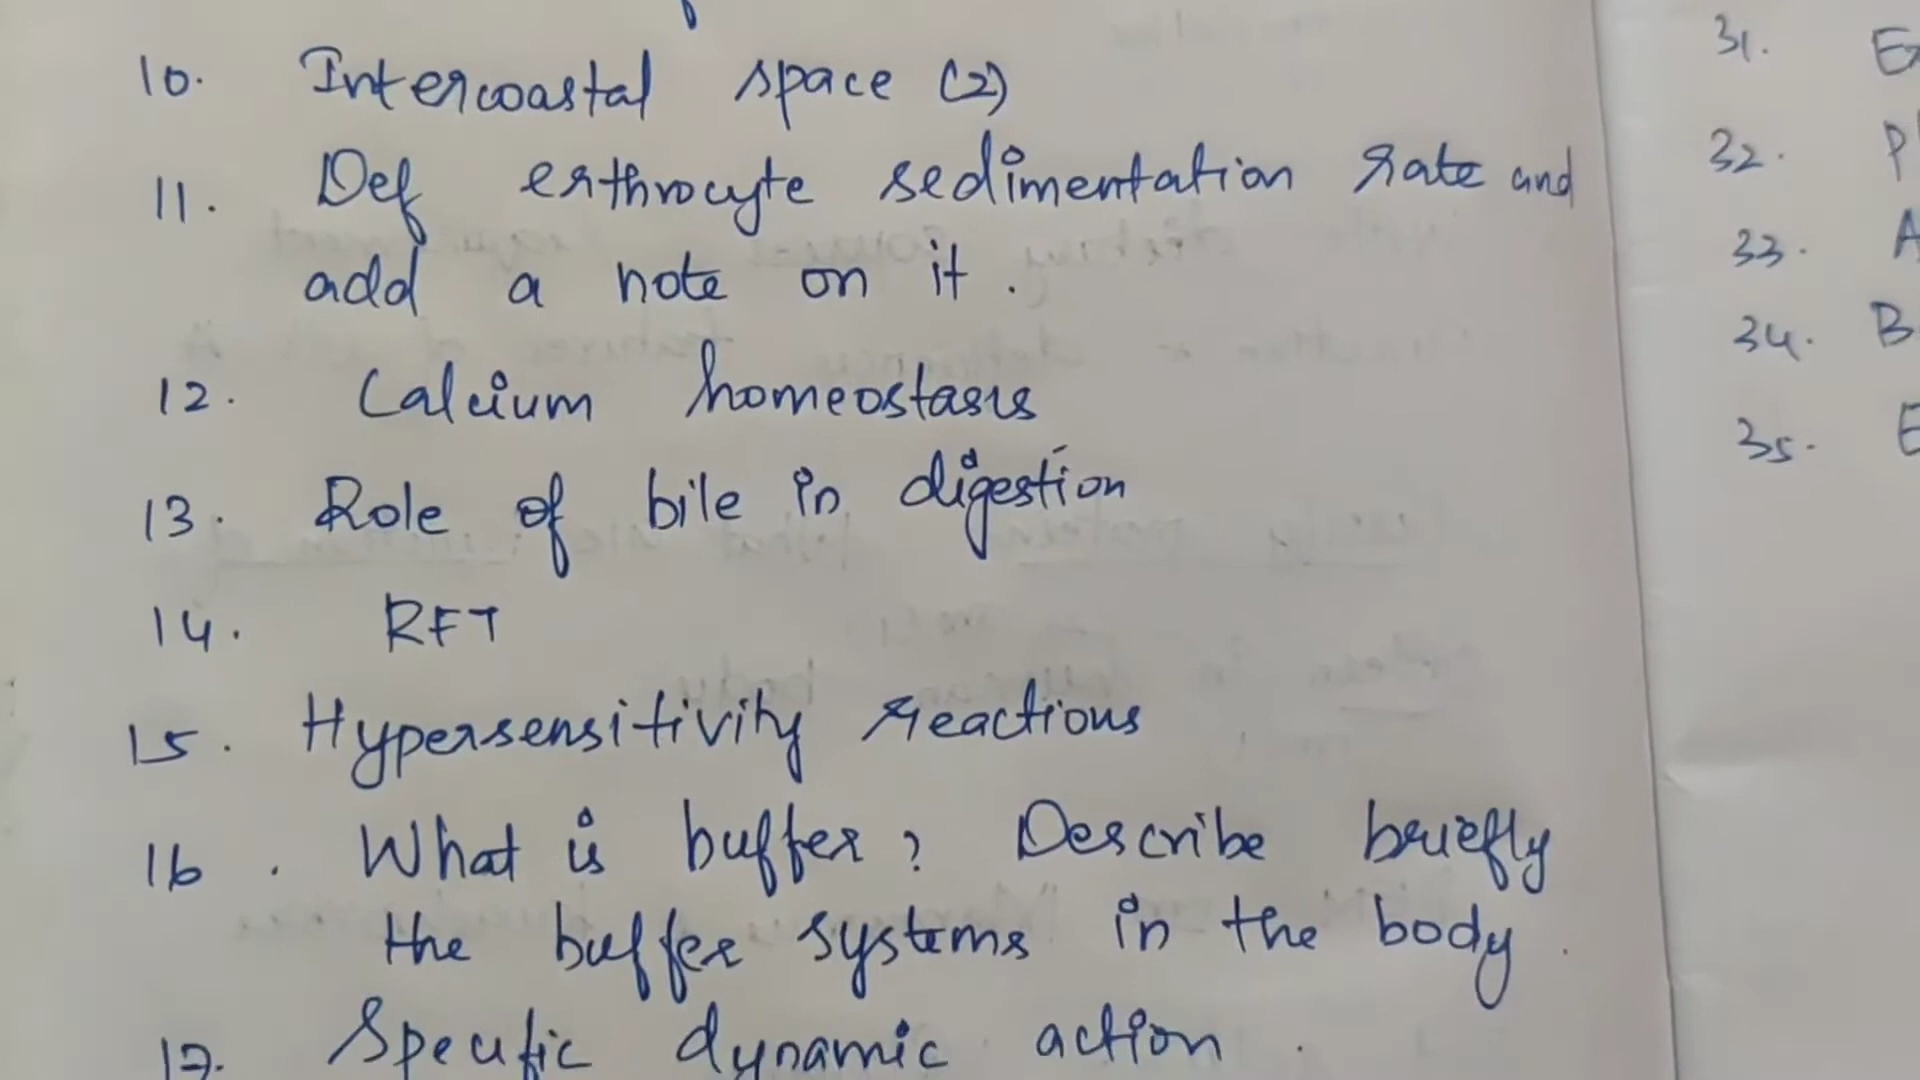 10. Intercoastal space (2)
11. Def erthrocyte sedimentation rate and
add a note on it.
12. Calcium homeostasis
13. Role of bile in digestion
14. RFT
15. Hypersensitivity reactions
16. What is buffer? Describe briefly
the buffer systems in the body.
17. Specific dynamic action.
31.
32.
33.
34.
35.